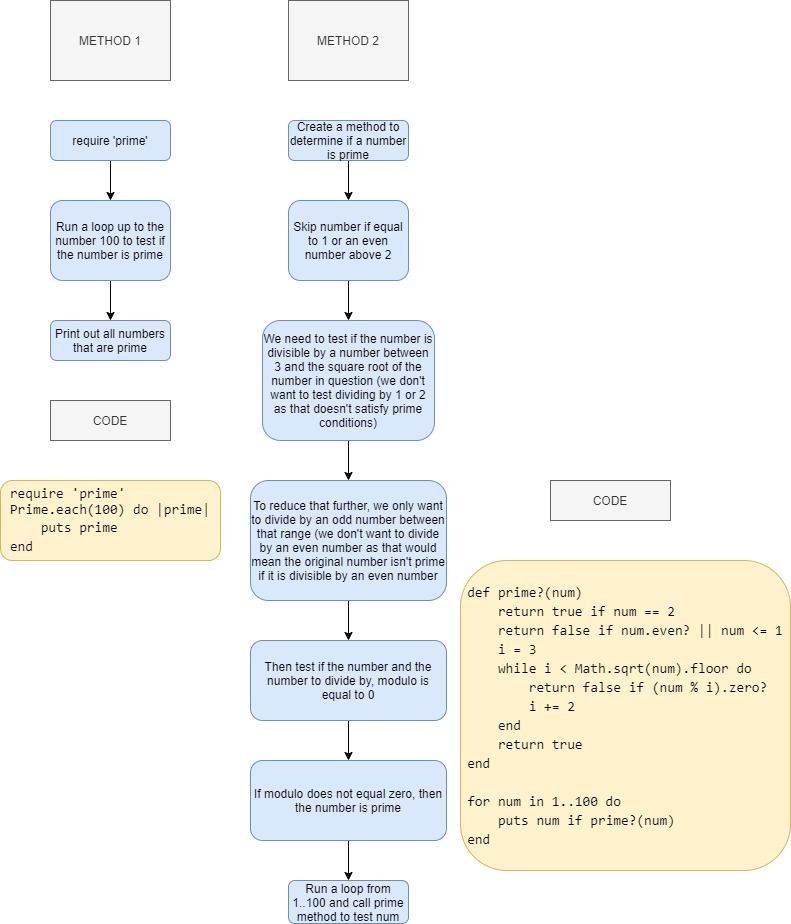 METHOD 1
require 'prime'
Run a loop up to the
number 100 to test if
the number is prime
Print out all numbers
that are prime
CODE
require 'prime'
Prime.each(100) do |prime|
    puts prime
end
METHOD 2
Create a method to
determine if a number
is prime
Skip number if equal
to 1 or an even
number above 2
We need to test if the number is
divisible by a number between
3 and the square root of the
number in question (we don't
want to test dividing by 1 or 2
as that doesn't satisfy prime
conditions)
To reduce that further, we only want
to divide by an odd number between
that range (we don't want to divide
by an even number as that would
mean the original number isn't prime
if it is divisible by an even number
Then test if the number and the
number to divide by, modulo is
equal to 0
If modulo does not equal zero, then
the number is prime
Run a loop from
1..100 and call prime
method to test num
CODE
def prime?(num)
    return true if num == 2
    return false if num.even? || num <= 1
    i = 3
    while i < Math.sqrt(num).floor do
        return false if (num % i).zero?
        i += 2
    end
    return true
end
for num in 1..100 do
    puts num if prime?(num)
end